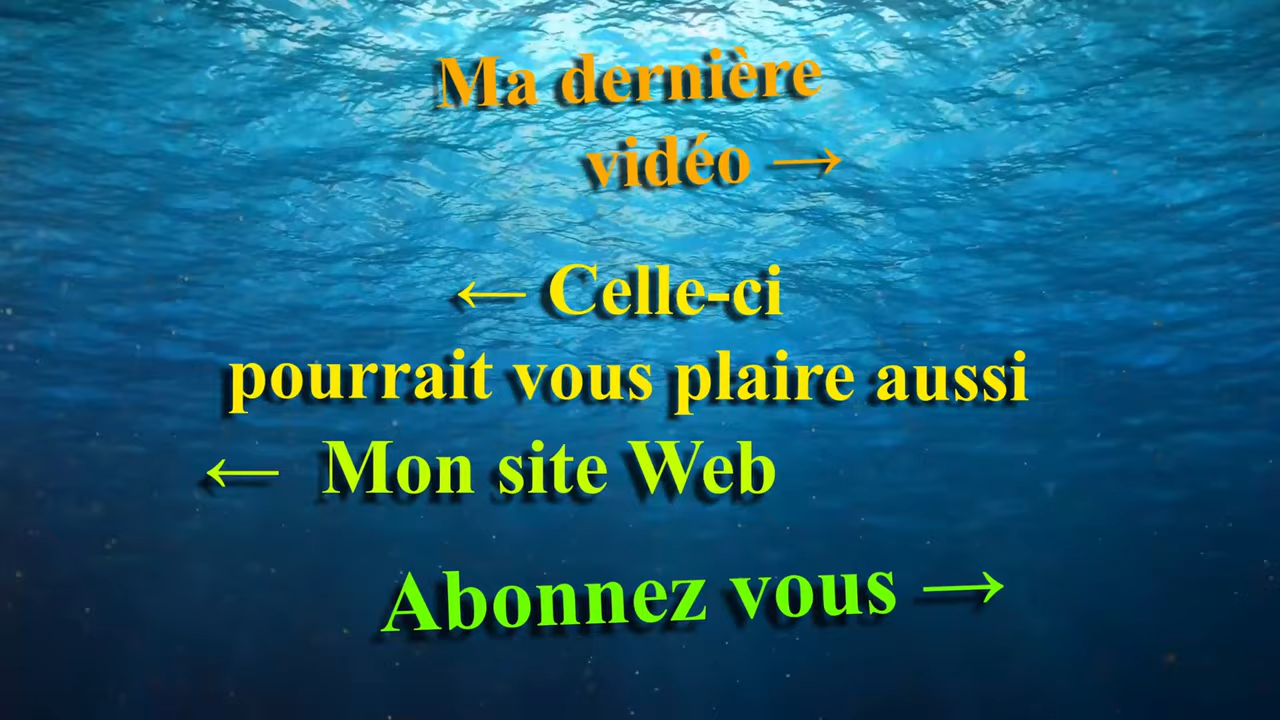 Ma dernière
vidéo →
← Celle-ci
pourrait vous plaire aussi
← Mon site Web
Abonnez vous →